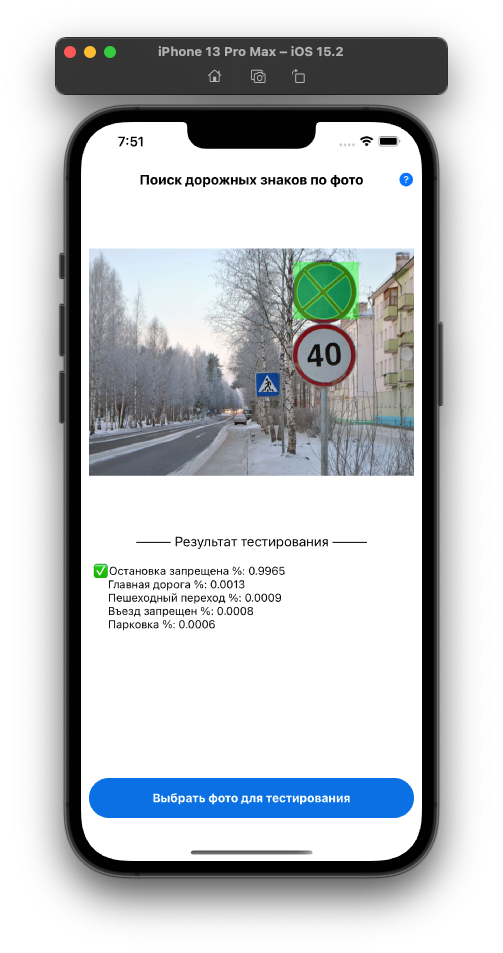 iPhone 13 Pro Max – iOS 15.2
7:51
Поиск дорожных знаков по фото
?
40
——— Результат тестирования ———
✅Остановка запрещена %: 0.9965
Главная дорога %: 0.0013
Пешеходный переход %: 0.0009
Въезд запрещен %: 0.0008
Парковка %: 0.0006
Выбрать фото для тестирования